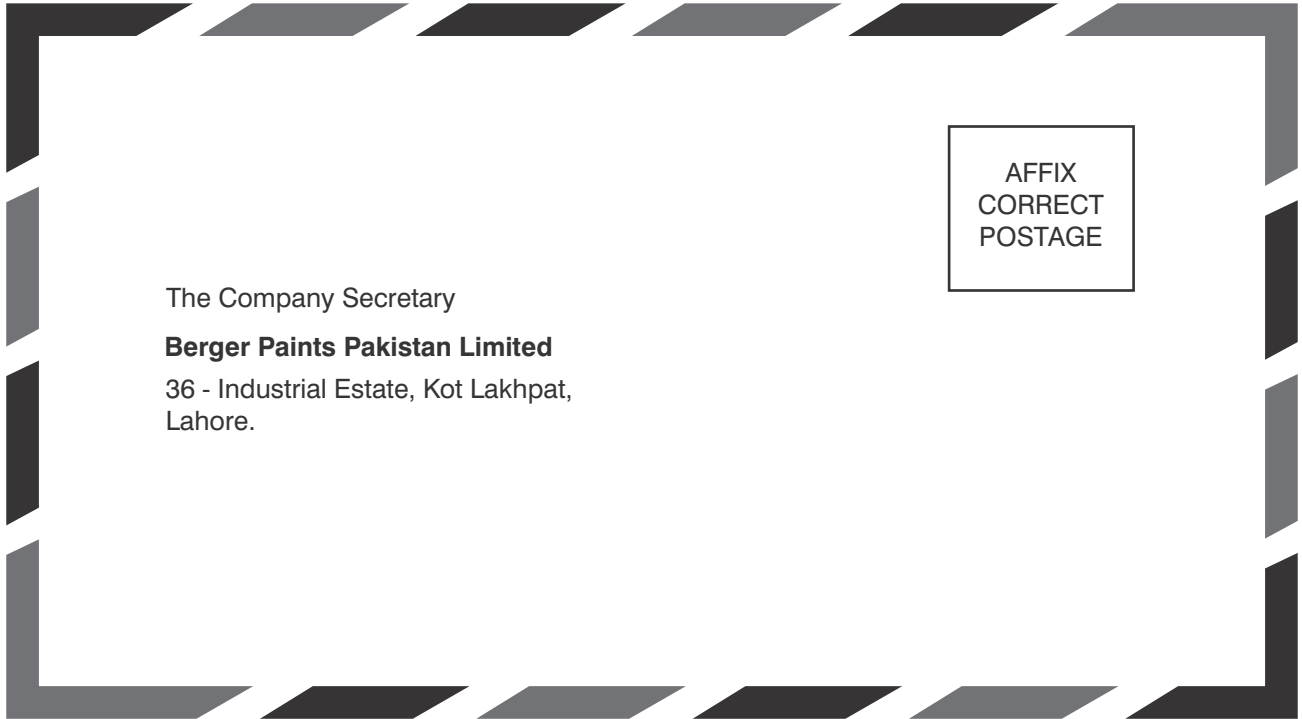 AFFIX
CORRECT
POSTAGE
The Company Secretary
Berger Paints Pakistan Limited
36 - Industrial Estate, Kot Lakhpat,
Lahore.